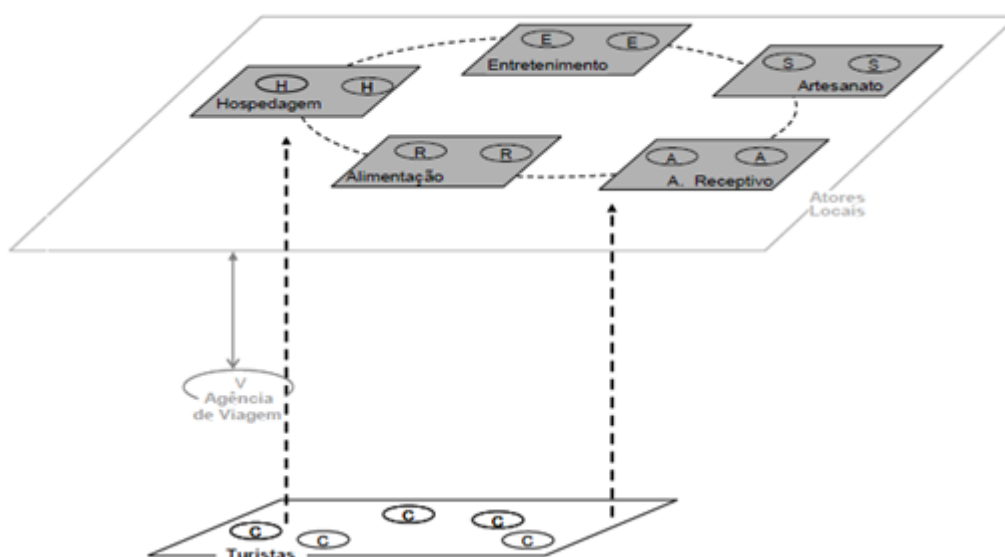 E E
Entretenimento
S S
Artesanato
H H
Hospedagem
R R
Alimentação
A A
A. Receptivo
Atores
Locais
V
Agência
de Viagem
C C
C C C
Turistas